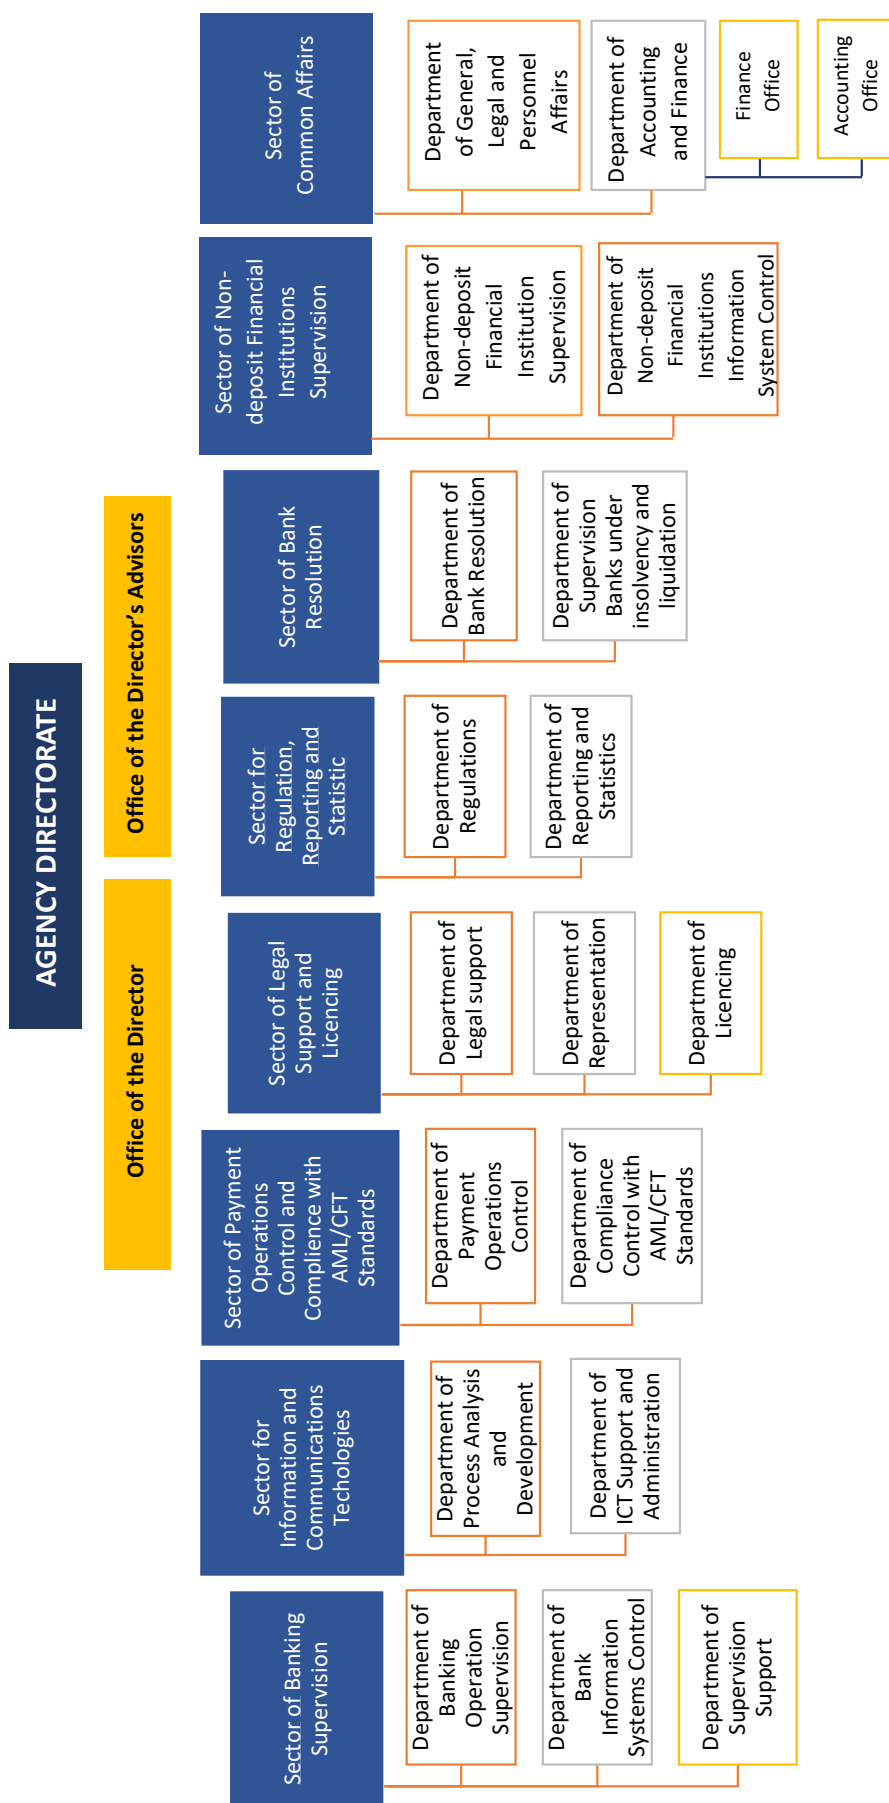 AGENCY DIRECTORATE
Office of the Director
Office of the Director's Advisors
Sector of Banking
Supervision
Department of
Banking
Operation
Supervision
Department of
Bank
Information
Systems Control
Department of
Supervision
Support
Sector for
Information and
Communications
Techologies
Department of
Process Analysis
and
Development
Department of
ICT Support and
Administration
Sector of Payment
Operations
Control and
Complience with
AML/CFT
Standards
Department of
Payment
Operations
Control
Department of
Compliance
Control with
AML/CFT
Standards
Sector of Legal
Support and
Licencing
Department of
Legal support
Department of
Representation
Department of
Licencing
Sector for
Regulation,
Reporting and
Statistic
Department of
Regulations
Department of
Reporting and
Statistics
Sector of Bank
Resolution
Department of
Bank Resolution
Department of
Supervision
Banks under
insolvency and
liquidation
Sector of Non-
deposit Financial
Institutions
Supervision
Department of
Non-deposit
Financial
Institution
Supervision
Department of
Non-deposit
Financial
Institutions
Information
System Control
Sector of
Common Affairs
Department
of General,
Legal and
Personnel
Affairs
Department of
Accounting
and Finance
Finance
Office
Accounting
Office